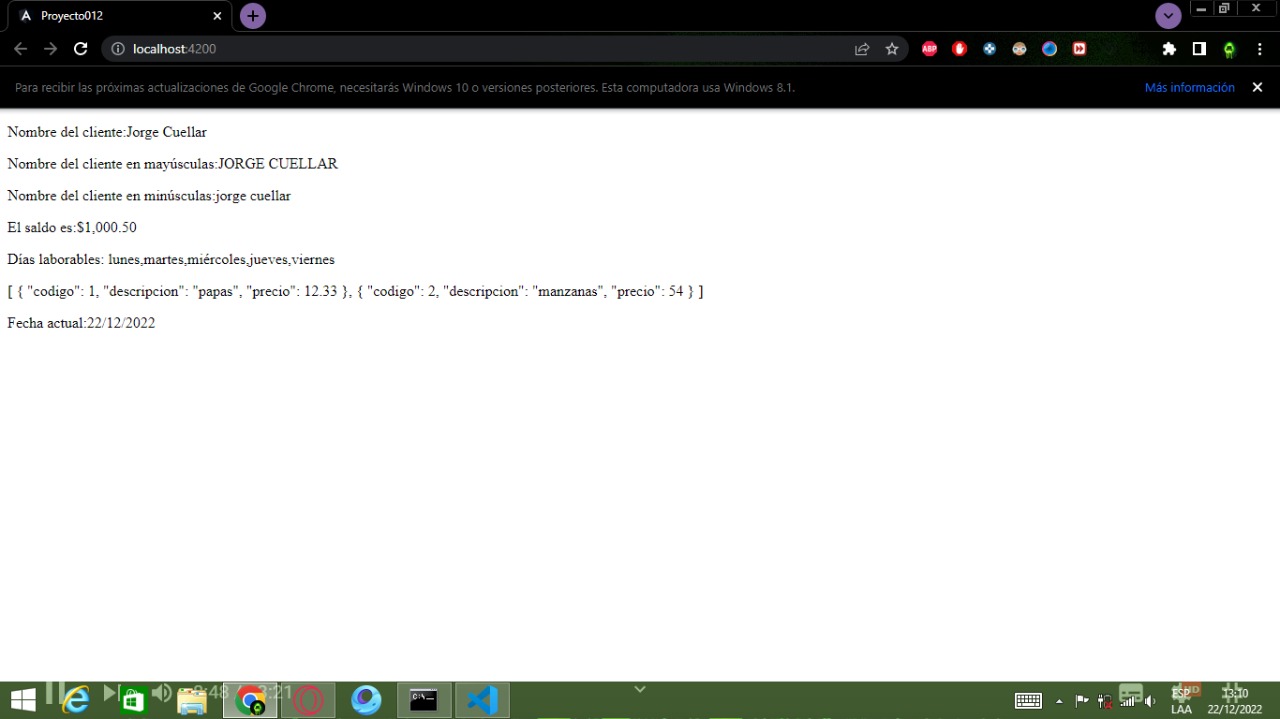 Proyecto012
localhost:4200
ABP
Para recibir las próximas actualizaciones de Google Chrome, necesitarás Windows 10 o versiones posteriores. Esta computadora usa Windows 8.1.
Más información
Nombre del cliente:Jorge Cuellar
Nombre del cliente en mayúsculas:JORGE CUELLAR
Nombre del cliente en minúsculas:jorge cuellar
El saldo es:$1,000.50
Días laborables: lunes,martes,miércoles,jueves,viernes
[ { "codigo": 1, "descripcion": "papas", "precio": 12.33 }, { "codigo": 2, "descripcion": "manzanas", "precio": 54 } ]
Fecha actual:22/12/2022
ESP
HD
13:10
LAA
22/12/2022